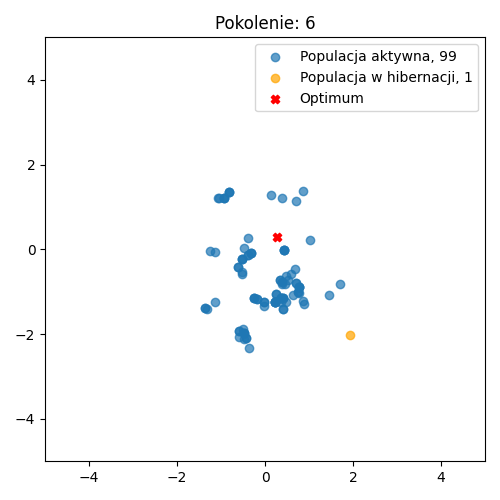 Pokolenie: 6
Populacja aktywna, 99
Populacja w hibernacji, 1
Optimum
4
2
0
−2
−4
−4
−2
0
2
4